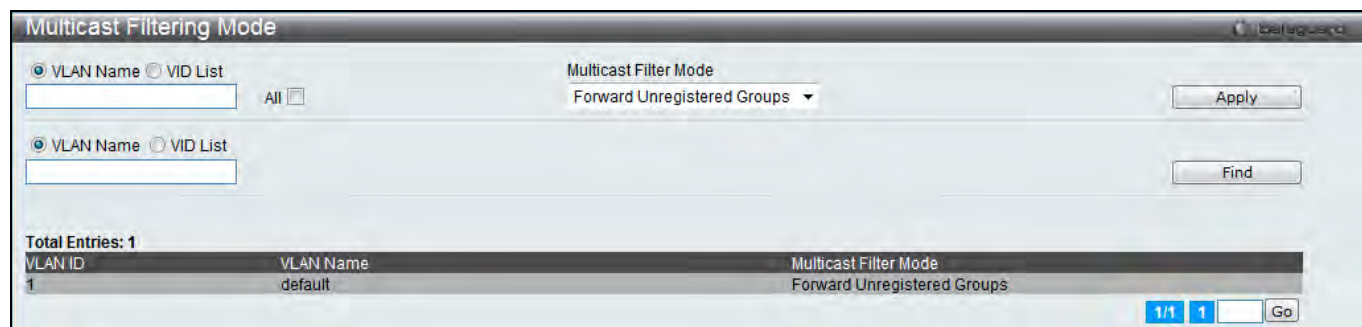 Multicast Filtering Mode
VLAN Name VID List
Multicast Filter Mode
All
Forward Unregistered Groups
Apply
VLAN Name VID List
Find
Total Entries: 1
VLAN ID VLAN Name Multicast Filter Mode
1 default Forward Unregistered Groups
1/1 1 Go